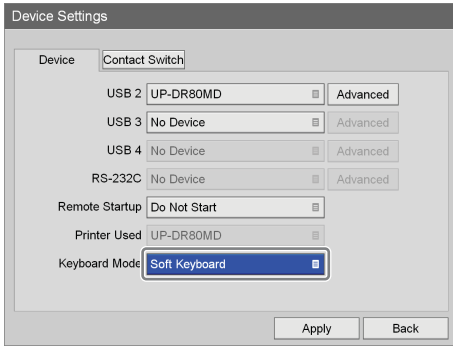 Device Settings
Device Contact Switch
USB 2 UP-DR80MD Advanced
USB 3 No Device Advanced
USB 4 No Device Advanced
RS-232C No Device Advanced
Remote Startup Do Not Start
Printer Used UP-DR80MD
Keyboard Mode Soft Keyboard
Apply Back